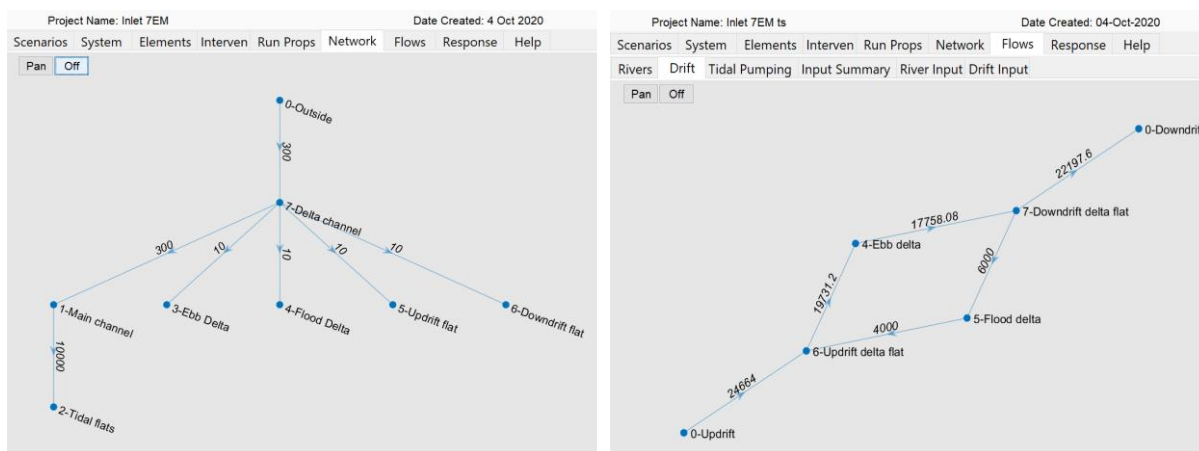 Project Name: Inlet 7EM Date Created: 4 Oct 2020
Scenarios System Elements Interven Run Props Network Flows Response Help
Pan Off
0-Outside
300
7-Delta channel
300 10 10 10 10
1-Main channel 3-Ebb Delta 4-Flood Delta 5-Updrift flat 6-Downdrift flat
10000
2-Tidal flats
Project Name: Inlet 7EM ts Date Created: 04-Oct-2020
Scenarios System Elements Interven Run Props Network Flows Response Help
Rivers Drift Tidal Pumping Input Summary River Input Drift Input
Pan Off
0-Downdrif
22197.6
7-Downdrift delta flat
17758.08
4-Ebb delta
6000
19731.2
5-Flood delta
4000
6-Updrift delta flat
24664
0-Updrift